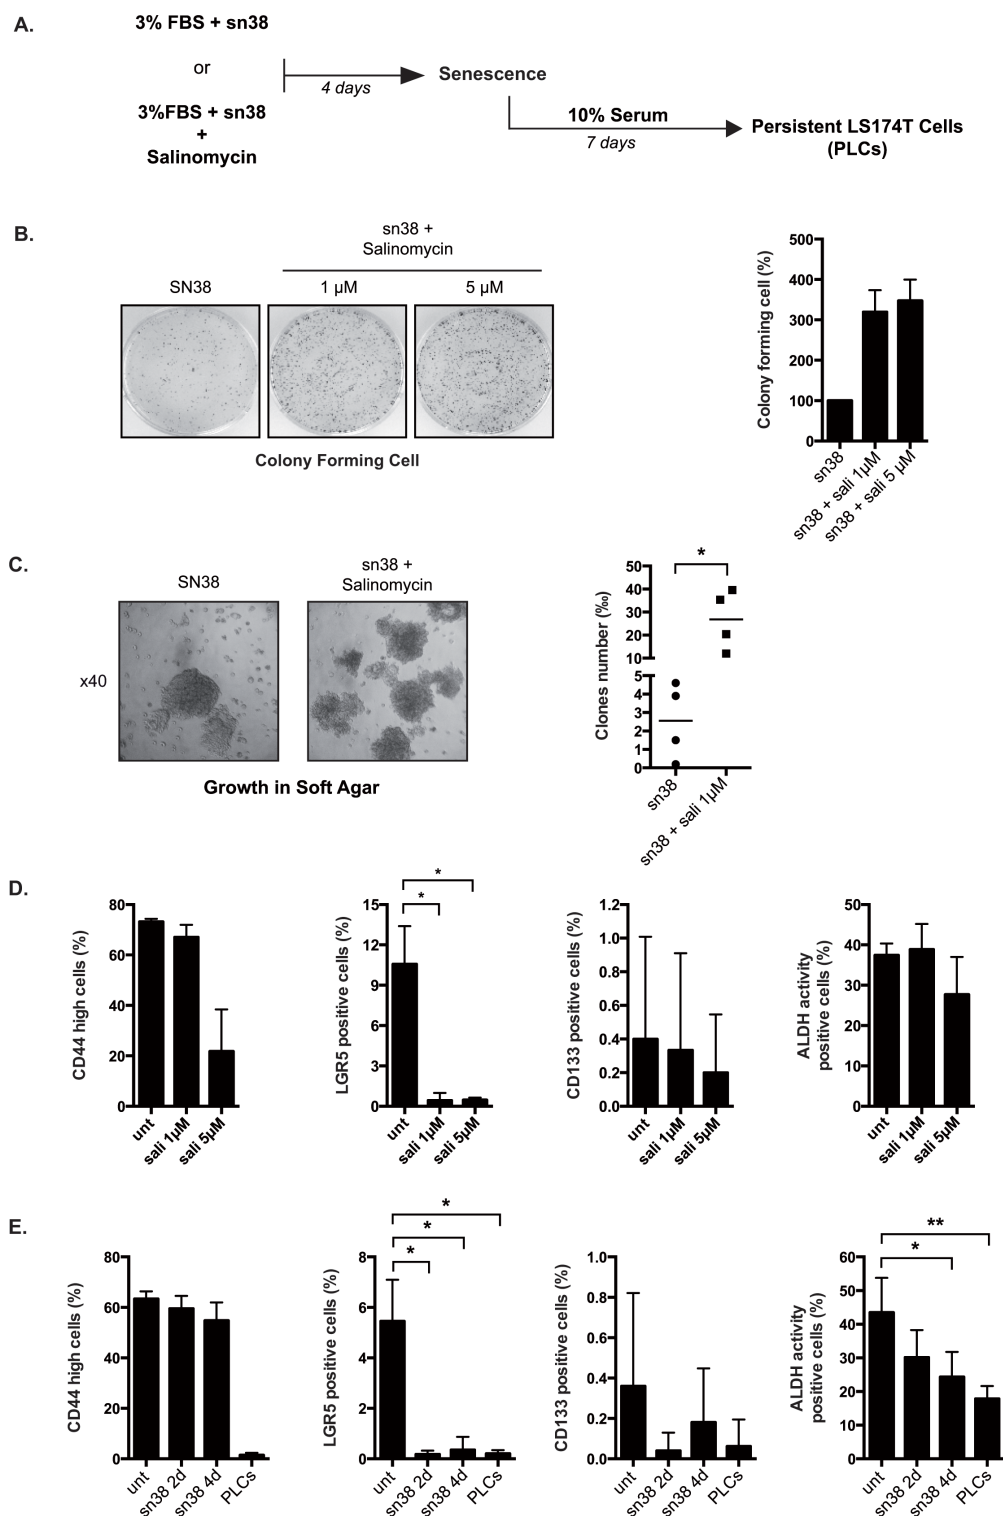 A.
3% FBS + sn38
or
3%FBS + sn38
+
Salinomycin
4 days
Senescence
10% Serum
7 days
Persistent LS174T Cells
(PLCs)
B.
sn38 +
Salinomycin
SN38
1 µM
5 µM
Colony Forming Cell
Colony forming cell (%)
500
400
300
200
100
0
sn38
sn38 + sali 1µM
sn38 + sali 5 µM
C.
SN38
sn38 +
Salinomycin
x40
Growth in Soft Agar
Clones number (‰)
*
50
40
30
20
10
5
4
3
2
1
0
sn38
sn38 + sali 1µM
D.
CD44 high cells (%)
80
60
40
20
0
unt
sali 1µM
sali 5µM
LGR5 positive cells (%)
*
*
15
12
9
6
3
0
unt
sali 1µM
sali 5µM
CD133 positive cells (%)
1.2
1.0
0.8
0.6
0.4
0.2
0.0
unt
sali 1µM
sali 5µM
ALDH activity
positive cells (%)
50
40
30
20
10
0
unt
sali 1µM
sali 5µM
E.
CD44 high cells (%)
80
60
40
20
0
unt
sn38 2d
sn38 4d
PLCs
LGR5 positive cells (%)
*
*
*
8
6
4
2
0
unt
sn38 2d
sn38 4d
PLCs
CD133 positive cells (%)
1.0
0.8
0.6
0.4
0.2
0.0
unt
sn38 2d
sn38 4d
PLCs
ALDH activity
positive cells (%)
**
*
60
50
40
30
20
10
0
unt
sn38 2d
sn38 4d
PLCs